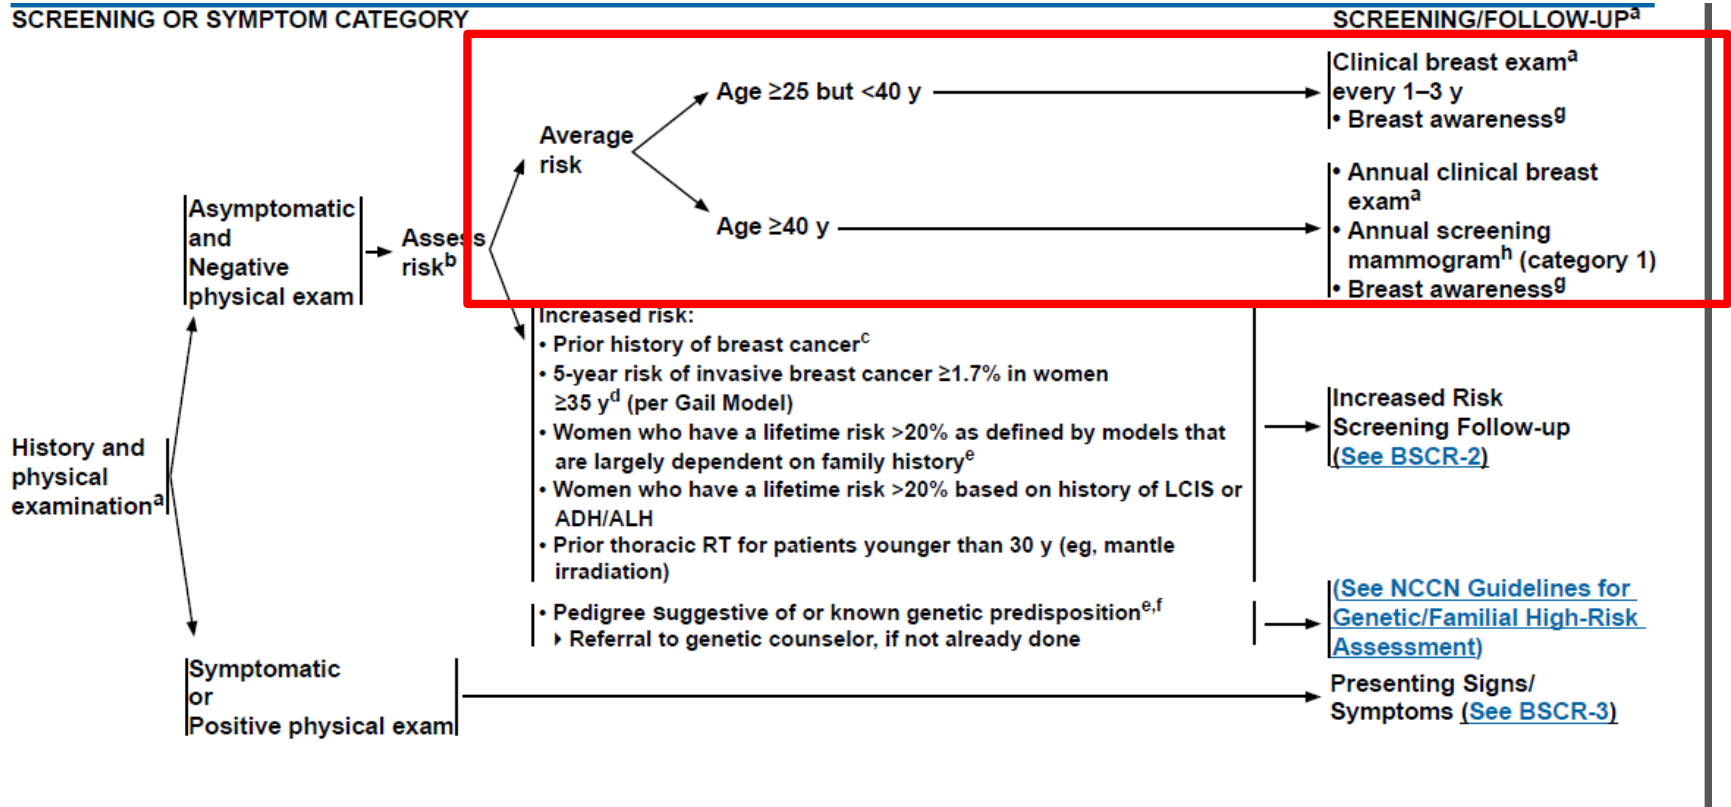 SCREENING OR SYMPTOM CATEGORY
SCREENING/FOLLOW-UPa
History and
physical
examinationa
Asymptomatic
and
Negative
physical exam
Assess
riskb
Average
risk
Age ≥25 but <40 y
Clinical breast exama
every 1–3 y
• Breast awarenessg
Age ≥40 y
• Annual clinical breast
exama
• Annual screening
mammogramh (category 1)
• Breast awarenessg
Increased risk:
• Prior history of breast cancerc
• 5-year risk of invasive breast cancer ≥1.7% in women
≥35 yd (per Gail Model)
• Women who have a lifetime risk >20% as defined by models that
are largely dependent on family historye
• Women who have a lifetime risk >20% based on history of LCIS or
ADH/ALH
• Prior thoracic RT for patients younger than 30 y (eg, mantle
irradiation)
Increased Risk
Screening Follow-up
(See BSCR-2)
• Pedigree suggestive of or known genetic predispositione,f
▸ Referral to genetic counselor, if not already done
(See NCCN Guidelines for
Genetic/Familial High-Risk
Assessment)
Symptomatic
or
Positive physical exam
Presenting Signs/
Symptoms (See BSCR-3)